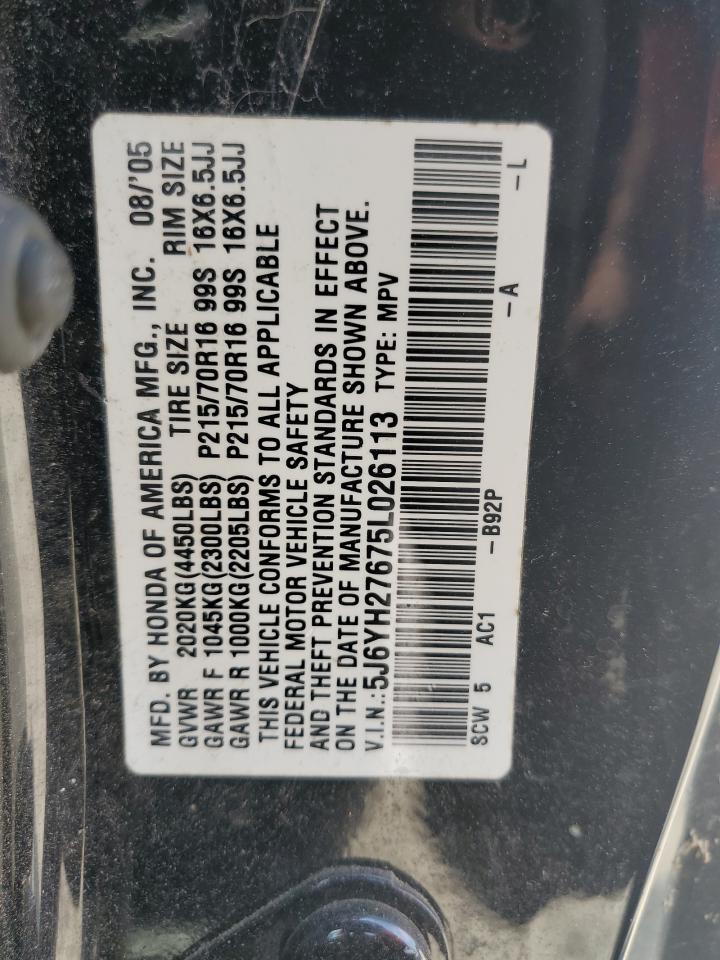 MFD. BY HONDA OF AMERICA MFG., INC. 08/'05
GVWR 2020KG(4450LBS) TIRE SIZE RIM SIZE
GAWR F 1045KG(2300LBS) P215/70R16 99S 16X6.5JJ
GAWR R 1000KG(2205LBS) P215/70R16 99S 16X6.5JJ
THIS VEHICLE CONFORMS TO ALL APPLICABLE
FEDERAL MOTOR VEHICLE SAFETY
AND THEFT PREVENTION STANDARDS IN EFFECT
ON THE DATE OF MANUFACTURE SHOWN ABOVE.
V.I.N.:5J6YH27675L026113 TYPE: MPV
SCW 5 AC1 -B92P -A -L